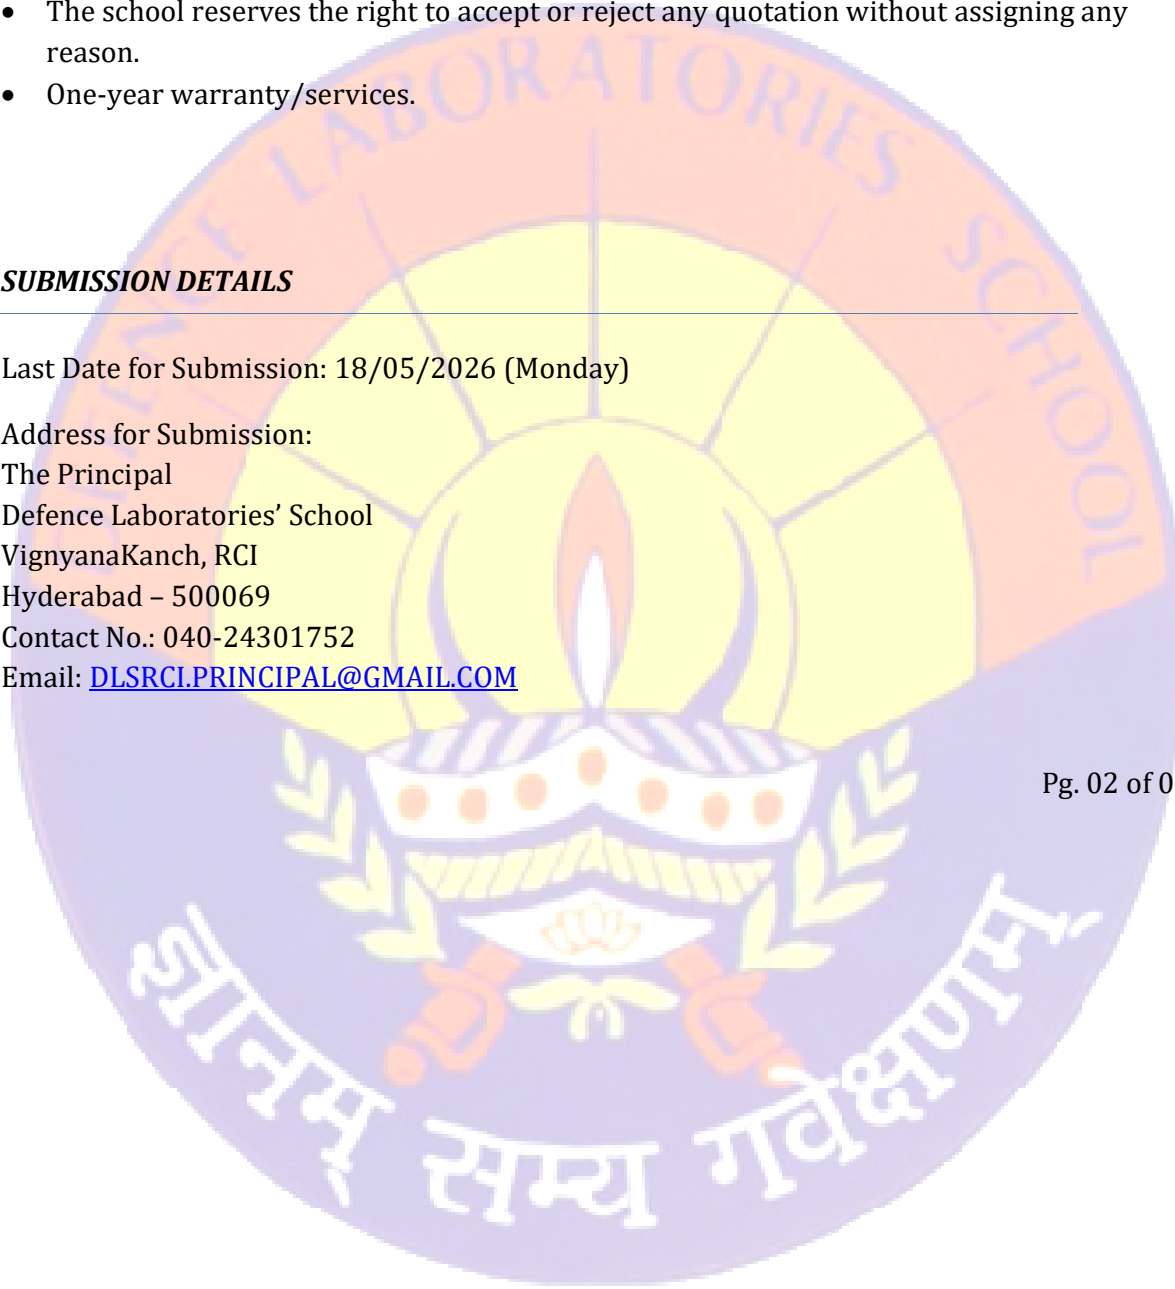 • The school reserves the right to accept or reject any quotation without assigning any
reason.
• One-year warranty/services.
SUBMISSION DETAILS
Last Date for Submission: 18/05/2026 (Monday)
Address for Submission:
The Principal
Defence Laboratories’ School
VignyanaKanch, RCI
Hyderabad – 500069
Contact No.: 040-24301752
Email: DLSRCI.PRINCIPAL@GMAIL.COM
Pg. 02 of 0
DEFENCE LABORATORIES SCHOOL
ज्ञानम् सम्य गवेक्षणम्